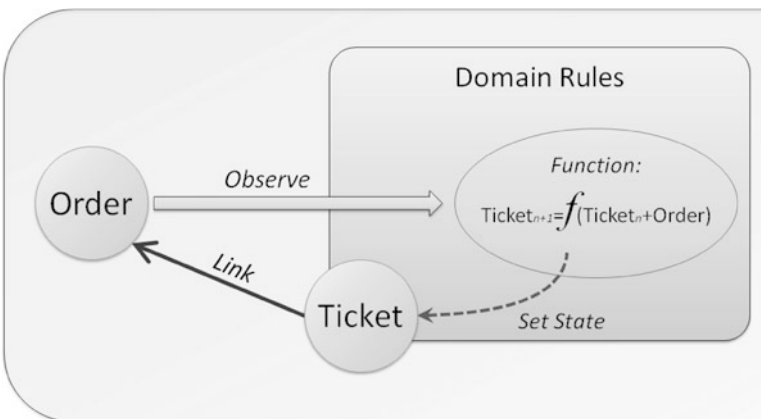 Domain Rules
Function:
Ticketn+1=f(Ticketn+Order)
Observe
Order
Link
Ticket
Set State